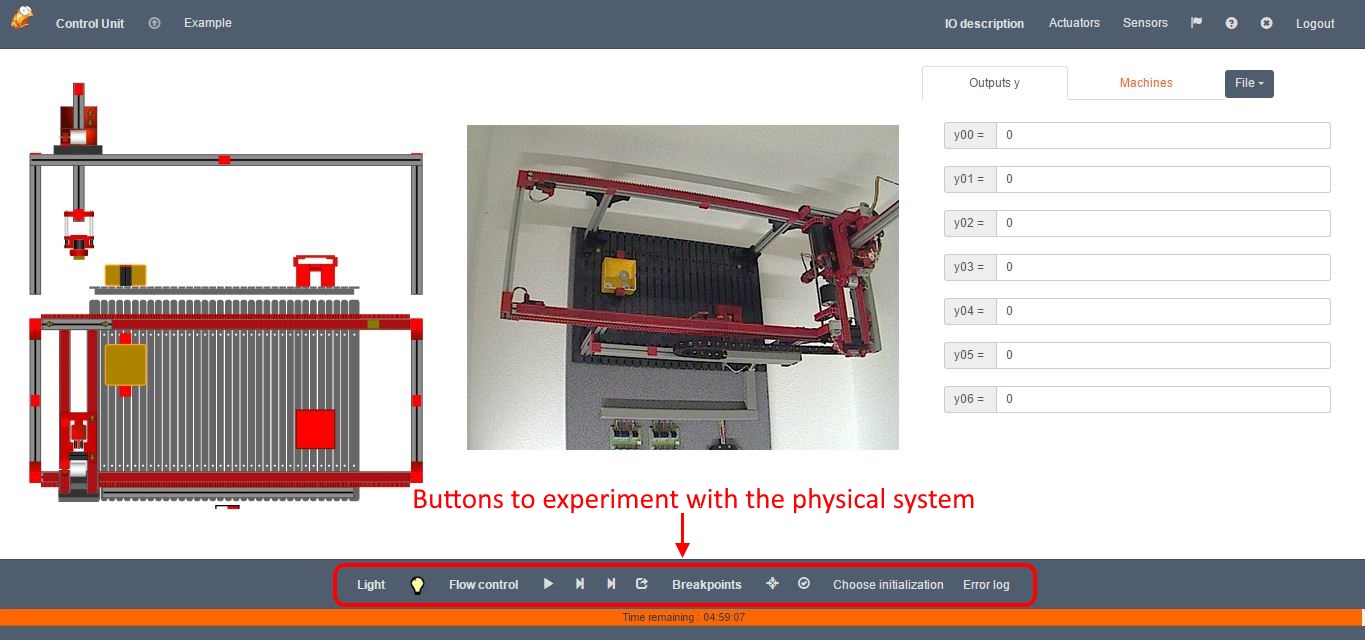 Control Unit Example IO description Actuators Sensors Logout
Outputs y Machines File
y00 = 0
y01 = 0
y02 = 0
y03 = 0
y04 = 0
y05 = 0
y06 = 0
Buttons to experiment with the physical system
Light Flow control Breakpoints Choose initialization Error log
Time remaining : 04:59:07